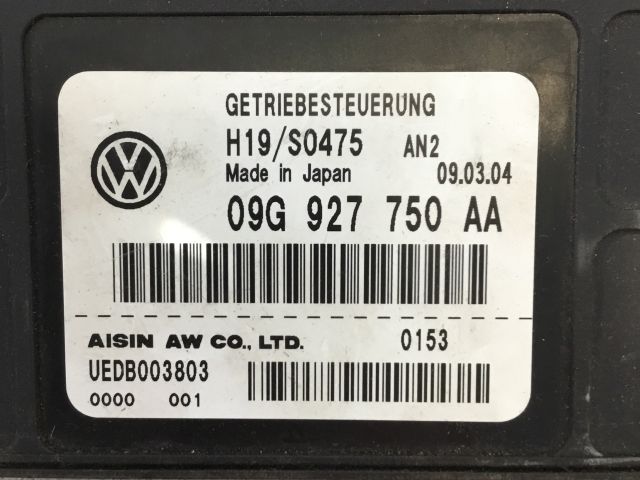 GETRIEBESTEUERUNG
H19/S0475 AN2
Made in Japan 09.03.04
09G 927 750 AA
AISIN AW CO., LTD. 0153
UEDB003803
0000 001